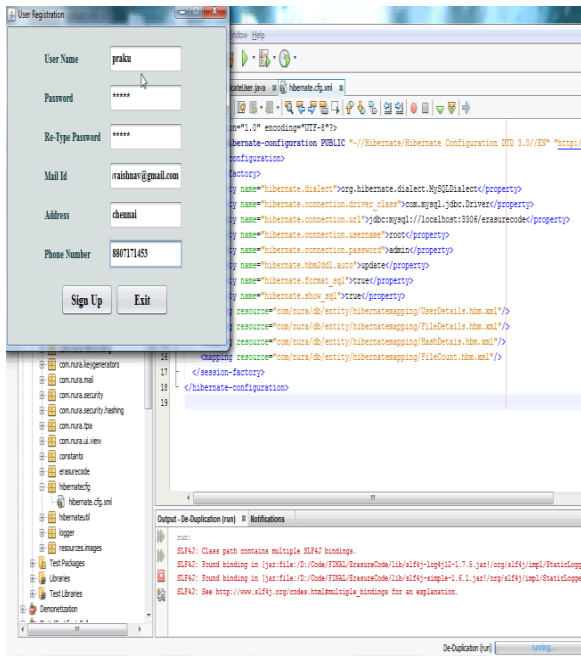 User Registration
User Name
praku
Password
*****
Re-Type Password
*****
Mail Id
vaishnav@gmail.com
Address
chennai
Phone Number
8807171453
Sign Up
Exit
ndow Help
cateUser.java
hibernate.cfg.xml
on="1.0" encoding="UTF-8"?>
ibernate-configuration PUBLIC "-//Hibernate/Hibernate Configuration DTD 3.0//EN" "http:/
onfiguration>
factory>
y name="hibernate.dialect">org.hibernate.dialect.MySQLDialect</property>
y name="hibernate.connection.driver_class">com.mysql.jdbc.Driver</property>
y name="hibernate.connection.url">jdbc:mysql://localhost:3306/erasurecode</property>
y name="hibernate.connection.username">root</property>
y name="hibernate.connection.password">admin</property>
y name="hibernate.hbm2ddl.auto">update</property>
y name="hibernate.format_sql">true</property>
y name="hibernate.show_sql">true</property>
g resource="com/nura/db/entity/hibernatemapping/UserDetails.hbm.xml"/>
g resource="com/nura/db/entity/hibernatemapping/FileDetails.hbm.xml"/>
g resource="com/nura/db/entity/hibernatemapping/HashDetais.hbm.xml"/>
16 <mapping resource="com/nura/db/entity/hibernatemapping/FileCount.hbm.xml"/>
17 </session-factory>
18 </hibernate-configuration>
19
com.nura.keygenerators
com.nura.mail
com.nura.security
com.nura.security.hashing
com.nura.tpa
com.nura.ui.view
constants
erasurecode
hibernatecfg
hibernate.cfg.xml
hibernateutil
logger
resources.images
Test Packages
Libraries
Test Libraries
Demonetization
Output - De-Duplication (run)
Notifications
run:
SLF4J: Class path contains multiple SLF4J bindings.
SLF4J: Found binding in [jar:file:/D:/Code/FINAL/ErasureCode/lib/slf4j-log4j12-1.7.5.jar!/org/slf4j/impl/StaticLogge
SLF4J: Found binding in [jar:file:/D:/Code/FINAL/ErasureCode/lib/slf4j-simple-1.6.1.jar!/org/slf4j/impl/StaticLogger
SLF4J: See http://www.slf4j.org/codes.html#multiple_bindings for an explanation.
De-Duplication (run)
running...